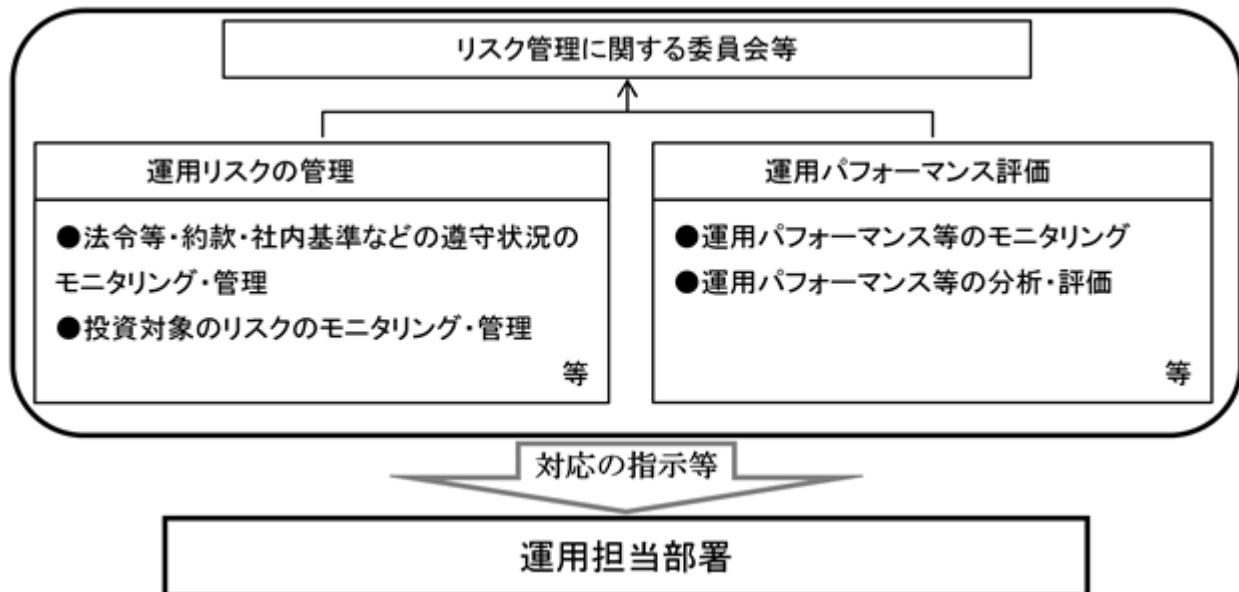 リスク管理に関する委員会等
運用リスクの管理
●法令等・約款・社内基準などの遵守状況の
モニタリング・管理
●投資対象のリスクのモニタリング・管理
等
運用パフォーマンス評価
●運用パフォーマンス等のモニタリング
●運用パフォーマンス等の分析・評価
等
対応の指示等
運用担当部署